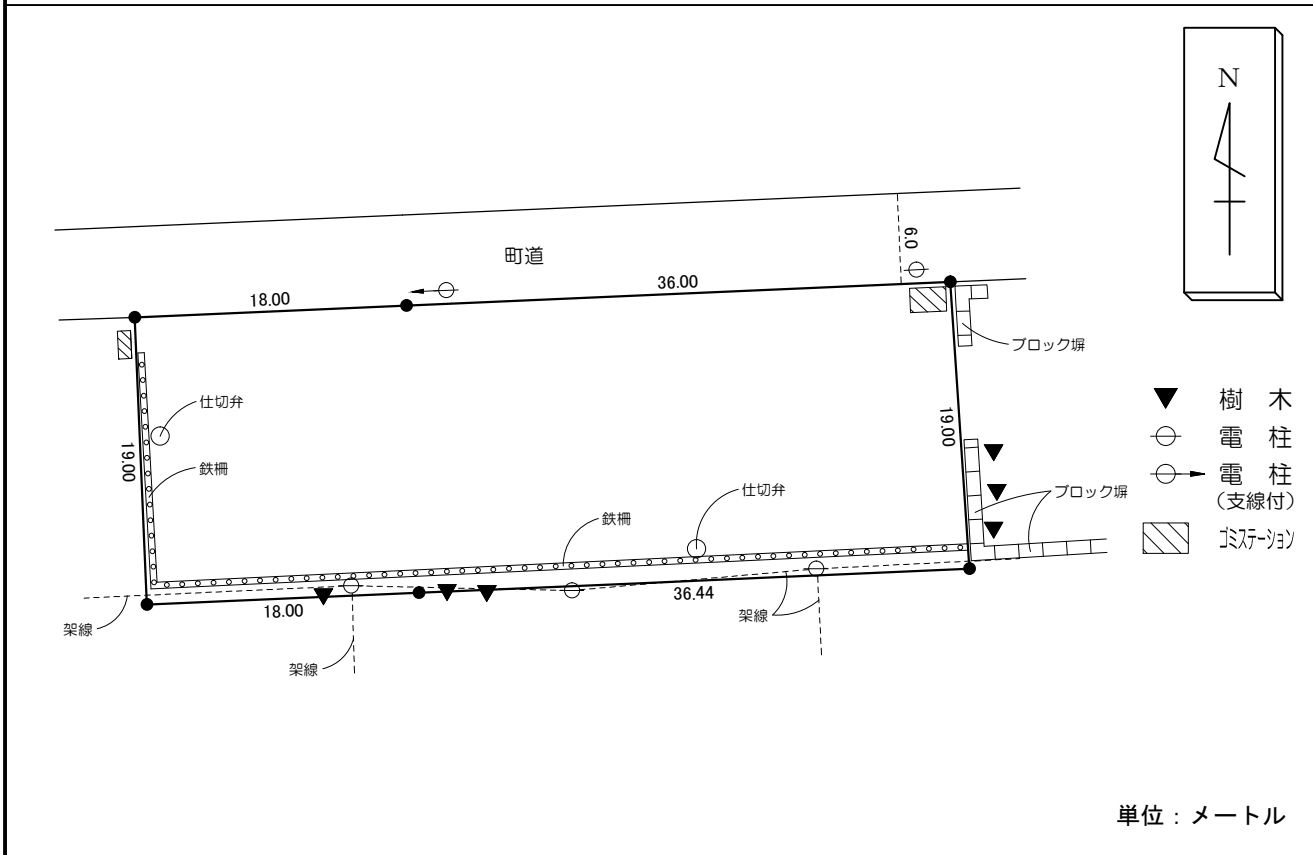 N
町道
6.0
18.00
36.00
ブロック塀
仕切弁
19.00
鉄柵
19.00
仕切弁
鉄柵
ブロック塀
18.00
36.44
架線
架線
架線
樹木
電柱
電柱
(支線付)
ゴミステーション
単位：メートル